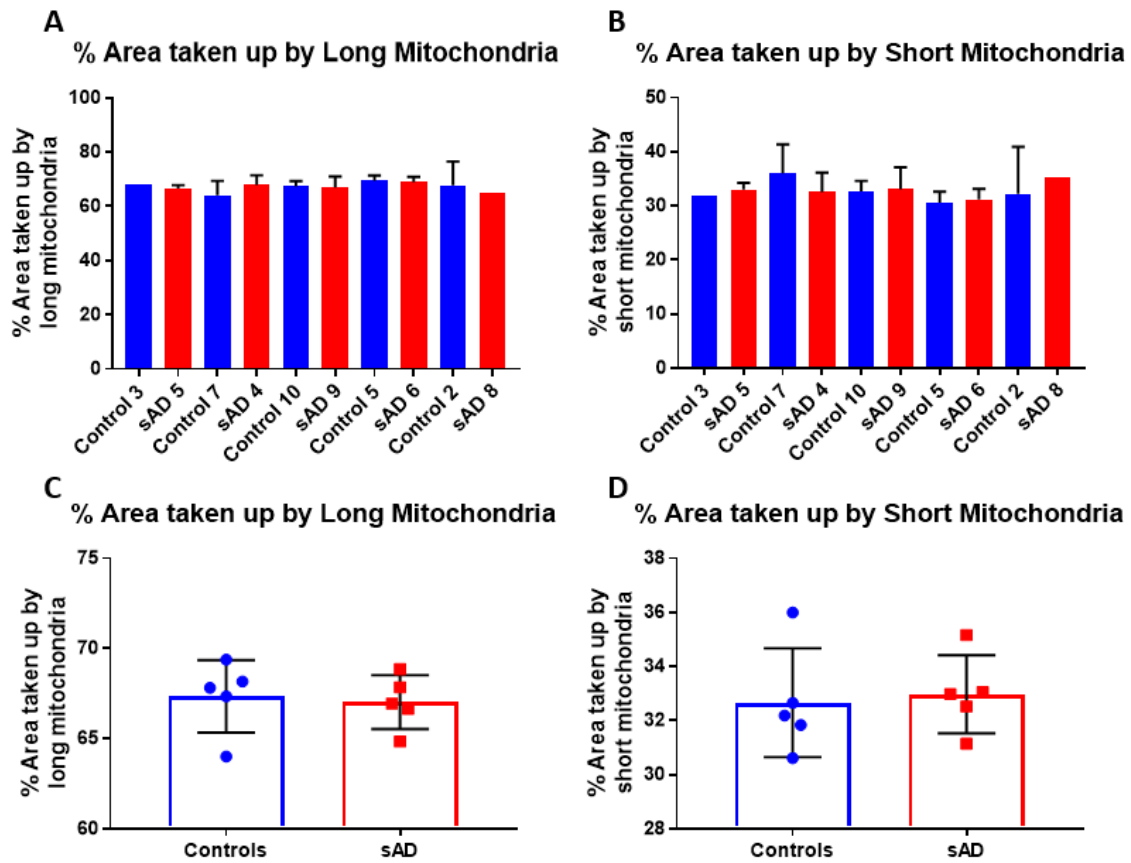 A
% Area taken up by Long Mitochondria
% Area taken up by
long mitochondria
100
80
60
40
20
0
Control 3
sAD 5
Control 7
sAD 4
Control 10
sAD 9
Control 5
sAD 6
Control 2
sAD 8
B
% Area taken up by Short Mitochondria
% Area taken up by
short mitochondria
50
40
30
20
10
0
Control 3
sAD 5
Control 7
sAD 4
Control 10
sAD 9
Control 5
sAD 6
Control 2
sAD 8
C
% Area taken up by Long Mitochondria
% Area taken up by
long mitochondria
75
70
65
60
Controls
sAD
D
% Area taken up by Short Mitochondria
% Area taken up by
short mitochondria
38
36
34
32
30
28
Controls
sAD